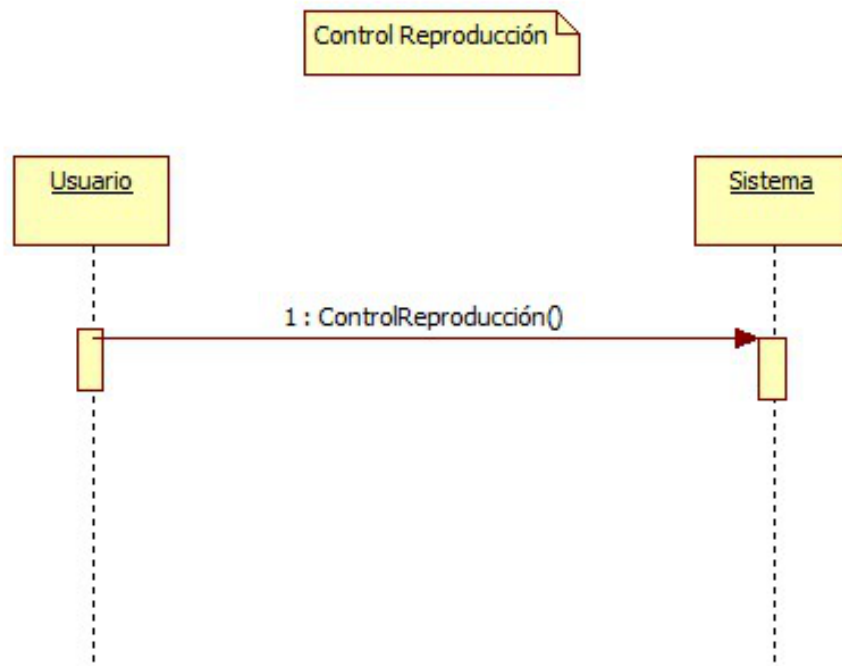 Control Reproducción
Usuario
Sistema
1 : ControlReproducción()